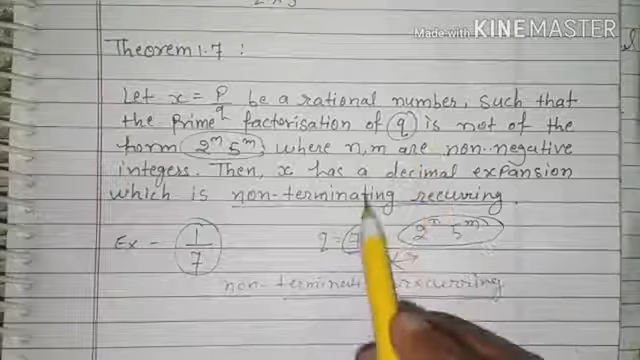 Made with KINEMASTER
Theorem 1.7 :
Let x = p/q be a rational number, such that
the prime factorisation of q is not of the
form 2ⁿ 5ᵐ, where n, m are non-negative
integers. Then, x has a decimal expansion
which is non-terminating recurring.
Ex - 1/7 q = 7 2ⁿ 5ᵐ